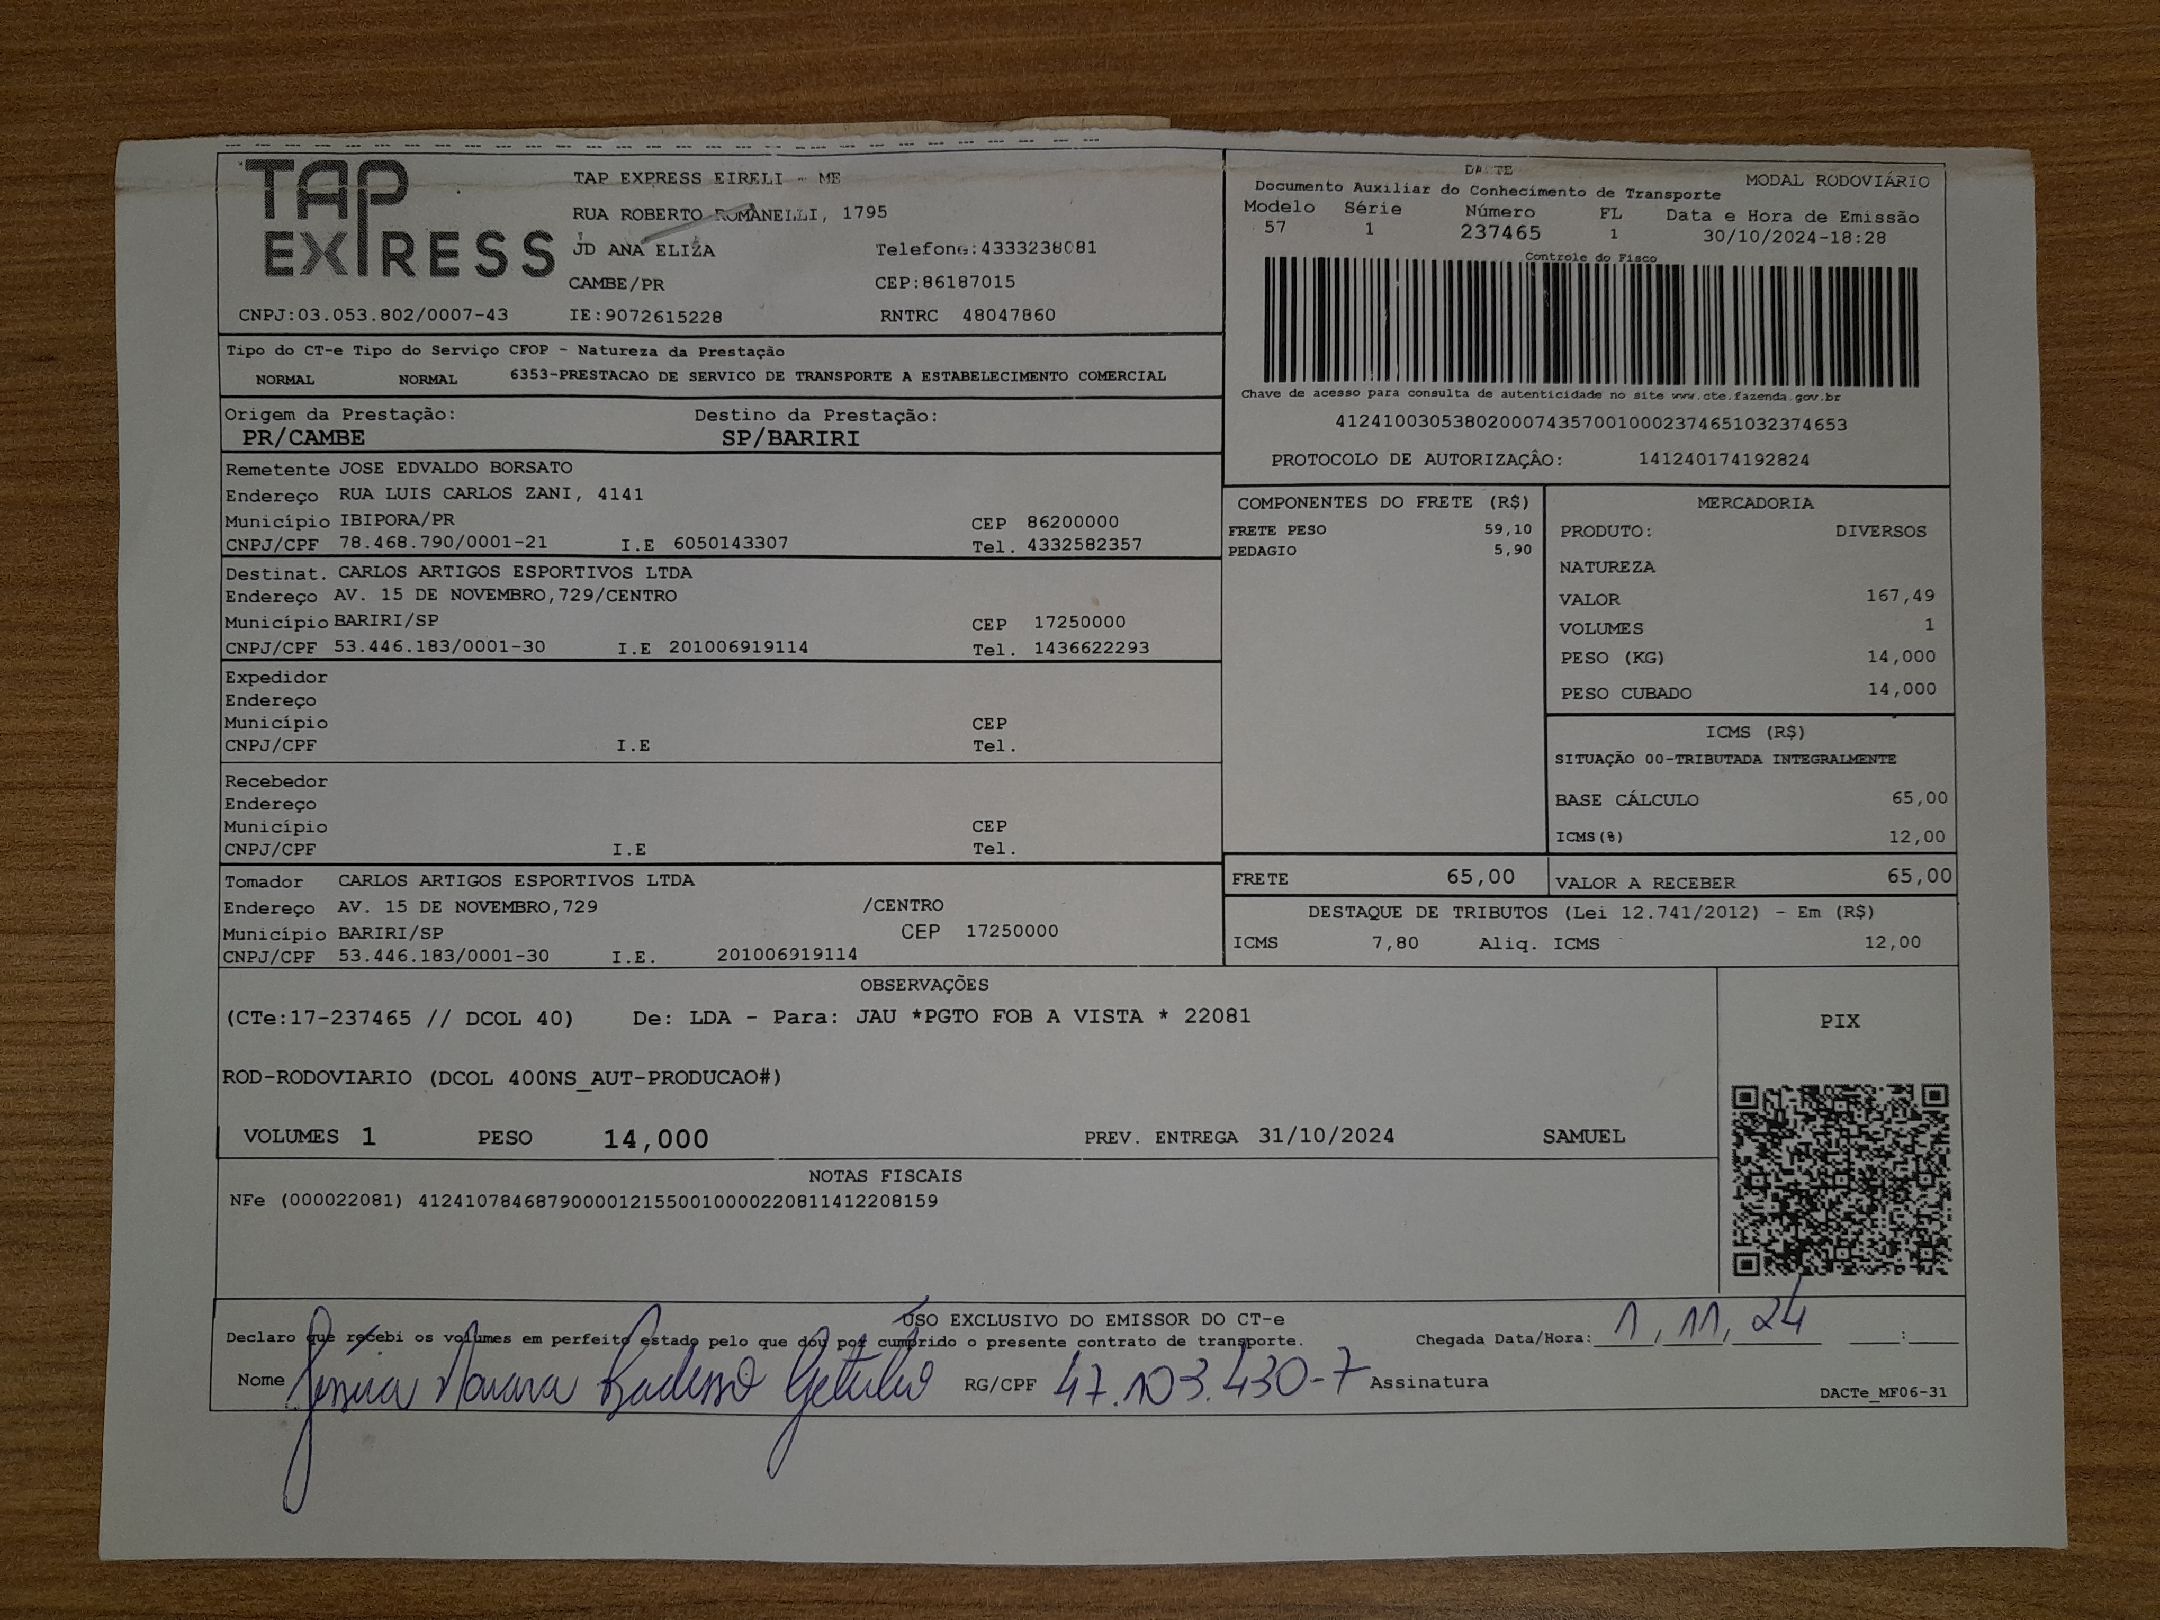 TAP EXPRESS
TAP EXPRESS EIRELI - ME
RUA ROBERTO ROMANELLI, 1795
JD ANA ELIZA Telefone:4333238081
CAMBE/PR CEP:86187015
CNPJ:03.053.802/0007-43 IE:9072615228 RNTRC 48047860
DACTE
Documento Auxiliar do Conhecimento de Transporte MODAL RODOVIÁRIO
Modelo Série Número FL Data e Hora de Emissão
57 1 237465 1 30/10/2024-18:28
Controle do Fisco
Chave de acesso para consulta de autenticidade no site www.cte.fazenda.gov.br
41241003053802000743570010002374651032374653
PROTOCOLO DE AUTORIZAÇÂO: 141240174192824
Tipo do CT-e Tipo do Serviço CFOP - Natureza da Prestação
NORMAL NORMAL 6353-PRESTACAO DE SERVICO DE TRANSPORTE A ESTABELECIMENTO COMERCIAL
Origem da Prestação: Destino da Prestação:
PR/CAMBE SP/BARIRI
Remetente JOSE EDVALDO BORSATO
Endereço RUA LUIS CARLOS ZANI, 4141
Município IBIPORA/PR CEP 86200000
CNPJ/CPF 78.468.790/0001-21 I.E 6050143307 Tel. 4332582357
Destinat. CARLOS ARTIGOS ESPORTIVOS LTDA
Endereço AV. 15 DE NOVEMBRO,729/CENTRO
Município BARIRI/SP CEP 17250000
CNPJ/CPF 53.446.183/0001-30 I.E 201006919114 Tel. 1436622293
Expedidor
Endereço
Município CEP
CNPJ/CPF I.E Tel.
Recebedor
Endereço
Município CEP
CNPJ/CPF I.E Tel.
Tomador CARLOS ARTIGOS ESPORTIVOS LTDA
Endereço AV. 15 DE NOVEMBRO,729 /CENTRO
Município BARIRI/SP CEP 17250000
CNPJ/CPF 53.446.183/0001-30 I.E. 201006919114
COMPONENTES DO FRETE (R$)
FRETE PESO 59,10
PEDAGIO 5,90
MERCADORIA
PRODUTO: DIVERSOS
NATUREZA
VALOR 167,49
VOLUMES 1
PESO (KG) 14,000
PESO CUBADO 14,000
ICMS (R$)
SITUAÇÃO 00-TRIBUTADA INTEGRALMENTE
BASE CÁLCULO 65,00
ICMS(%) 12,00
FRETE 65,00 VALOR A RECEBER 65,00
DESTAQUE DE TRIBUTOS (Lei 12.741/2012) - Em (R$)
ICMS 7,80 Aliq. ICMS 12,00
OBSERVAÇÕES
(CTe:17-237465 // DCOL 40) De: LDA - Para: JAU *PGTO FOB A VISTA * 22081
ROD-RODOVIARIO (DCOL 400NS_AUT-PRODUCAO#)
VOLUMES 1 PESO 14,000 PREV. ENTREGA 31/10/2024 SAMUEL
PIX
NOTAS FISCAIS
NFe (000022081) 41241078468790000121550010000220811412208159
USO EXCLUSIVO DO EMISSOR DO CT-e
Declaro que recebi os volumes em perfeito estado pelo que dou por cumprido o presente contrato de transporte. Chegada Data/Hora: 1, 11, 24 :
Nome Getulio RG/CPF 47.103.430-7 Assinatura DACTe_MF06-31